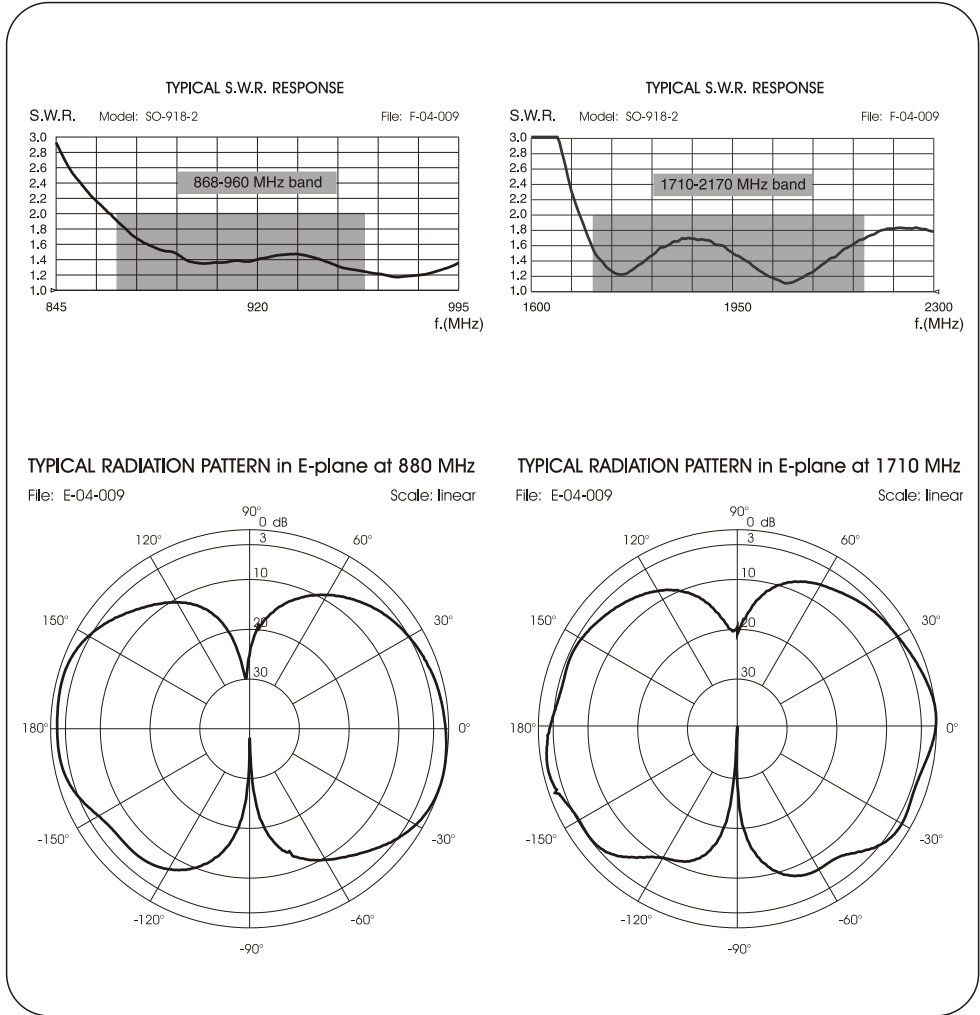 TYPICAL S.W.R. RESPONSE
S.W.R. Model: SO-918-2 File: F-04-009
3.0
2.8
2.6
2.4
2.2
2.0
1.8
1.6
1.4
1.2
1.0
868-960 MHz band
845 920 995
f.(MHz)
TYPICAL S.W.R. RESPONSE
S.W.R. Model: SO-918-2 File: F-04-009
3.0
2.8
2.6
2.4
2.2
2.0
1.8
1.6
1.4
1.2
1.0
1710-2170 MHz band
1600 1950 2300
f.(MHz)
TYPICAL RADIATION PATTERN in E-plane at 880 MHz
File: E-04-009 Scale: linear
90°
0 dB
120° 3 60°
10
150° 20 30°
30
180° 0°
-150° -30°
-120° -60°
-90°
TYPICAL RADIATION PATTERN in E-plane at 1710 MHz
File: E-04-009 Scale: linear
90°
0 dB
120° 3 60°
10
150° 20 30°
30
180° 0°
-150° -30°
-120° -60°
-90°